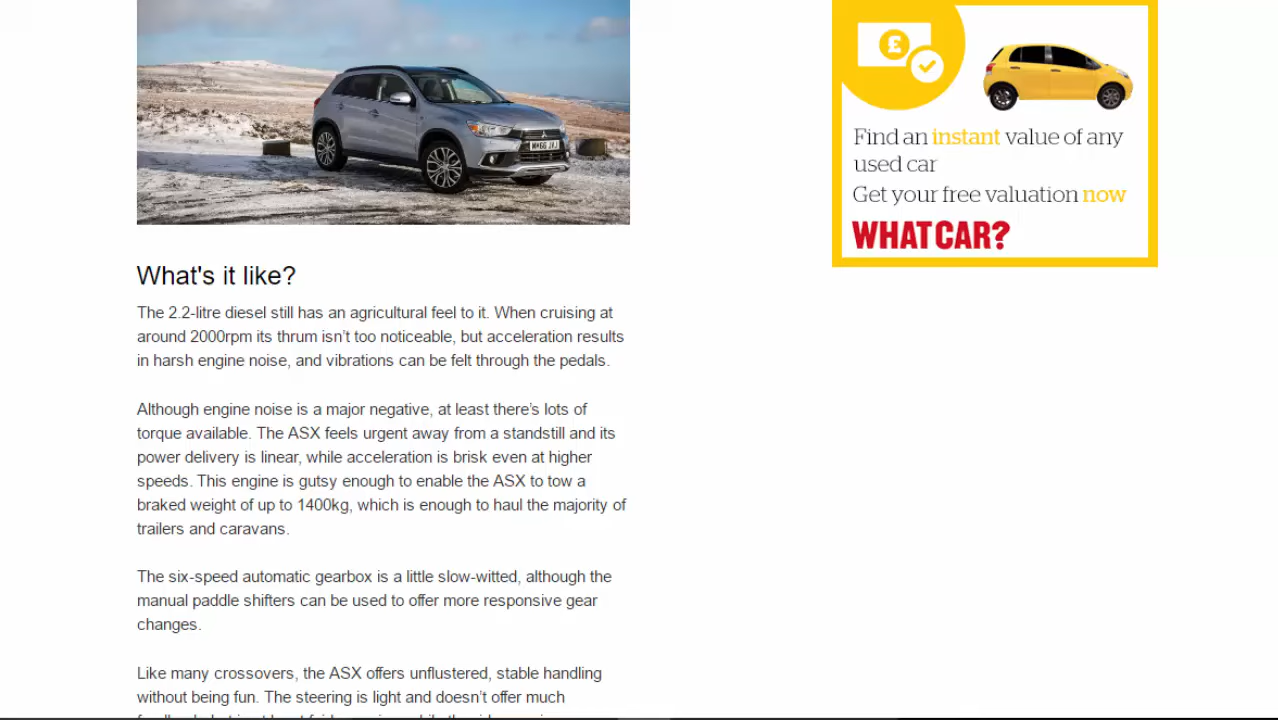 WM66 JVJ
£
Find an instant value of any
used car
Get your free valuation now
WHAT CAR?
What's it like?
The 2.2-litre diesel still has an agricultural feel to it. When cruising at
around 2000rpm its thrum isn’t too noticeable, but acceleration results
in harsh engine noise, and vibrations can be felt through the pedals.
Although engine noise is a major negative, at least there’s lots of
torque available. The ASX feels urgent away from a standstill and its
power delivery is linear, while acceleration is brisk even at higher
speeds. This engine is gutsy enough to enable the ASX to tow a
braked weight of up to 1400kg, which is enough to haul the majority of
trailers and caravans.
The six-speed automatic gearbox is a little slow-witted, although the
manual paddle shifters can be used to offer more responsive gear
changes.
Like many crossovers, the ASX offers unflustered, stable handling
without being fun. The steering is light and doesn’t offer much